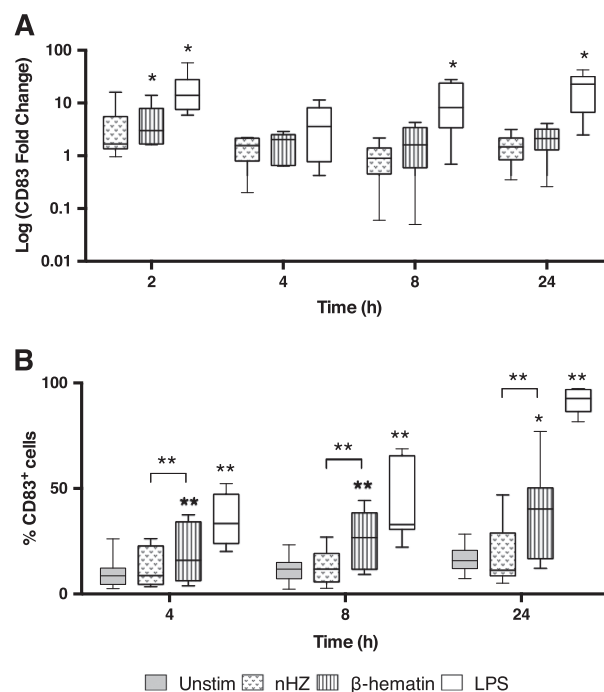 A
Log (CD83 Fold Change)
100
10
1
0.1
0.01
* * * *
2 4 8 24
Time (h)
B
% CD83+ cells
100
50
0
** ** **
** ** **
** ** *
4 8 24
Time (h)
Unstim nHZ β-hematin LPS